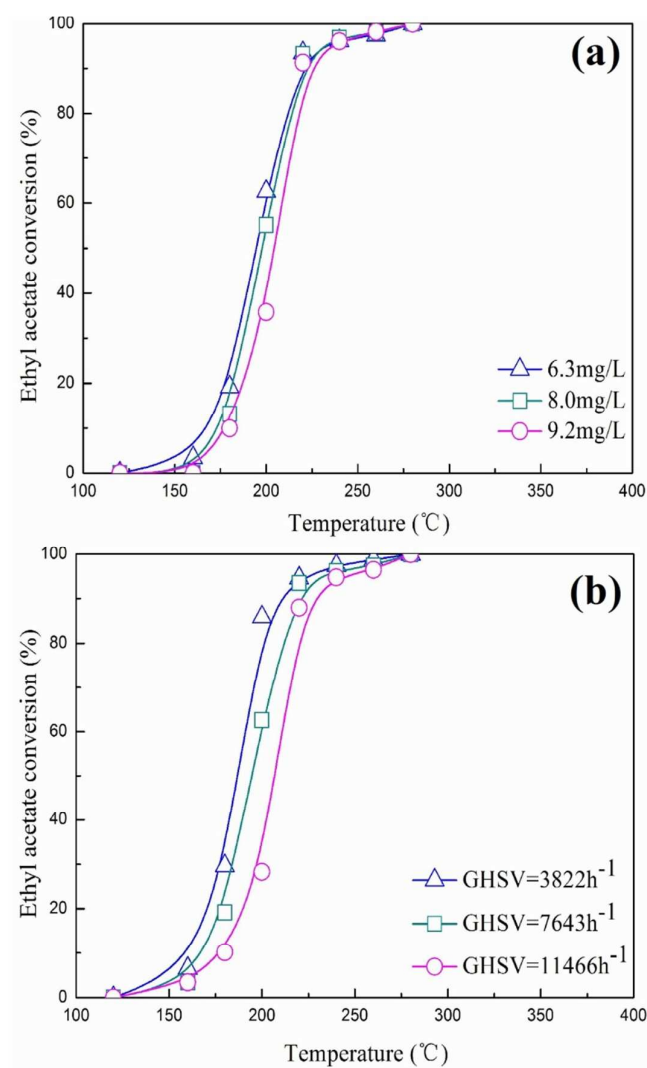 100
(a)
80
60
40
20
0
Ethyl acetate conversion (%)
6.3mg/L
8.0mg/L
9.2mg/L
100 150 200 250 300 350 400
Temperature (℃)
100
(b)
80
60
40
20
0
Ethyl acetate conversion (%)
GHSV=3822h⁻¹
GHSV=7643h⁻¹
GHSV=11466h⁻¹
100 150 200 250 300 350 400
Temperature (℃)